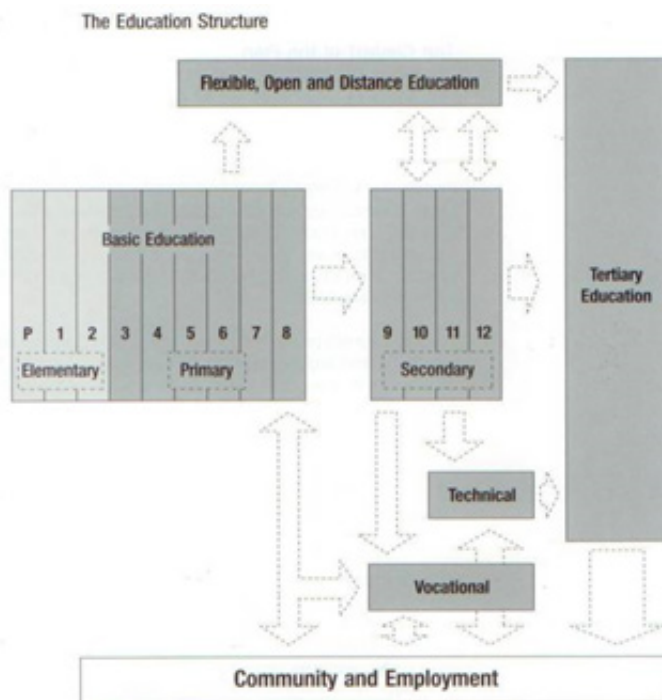 The Education Structure
Flexible, Open and Distance Education
Basic Education
P 1 2 3 4 5 6 7 8
Elementary
Primary
9 10 11 12
Secondary
Tertiary
Education
Technical
Vocational
Community and Employment